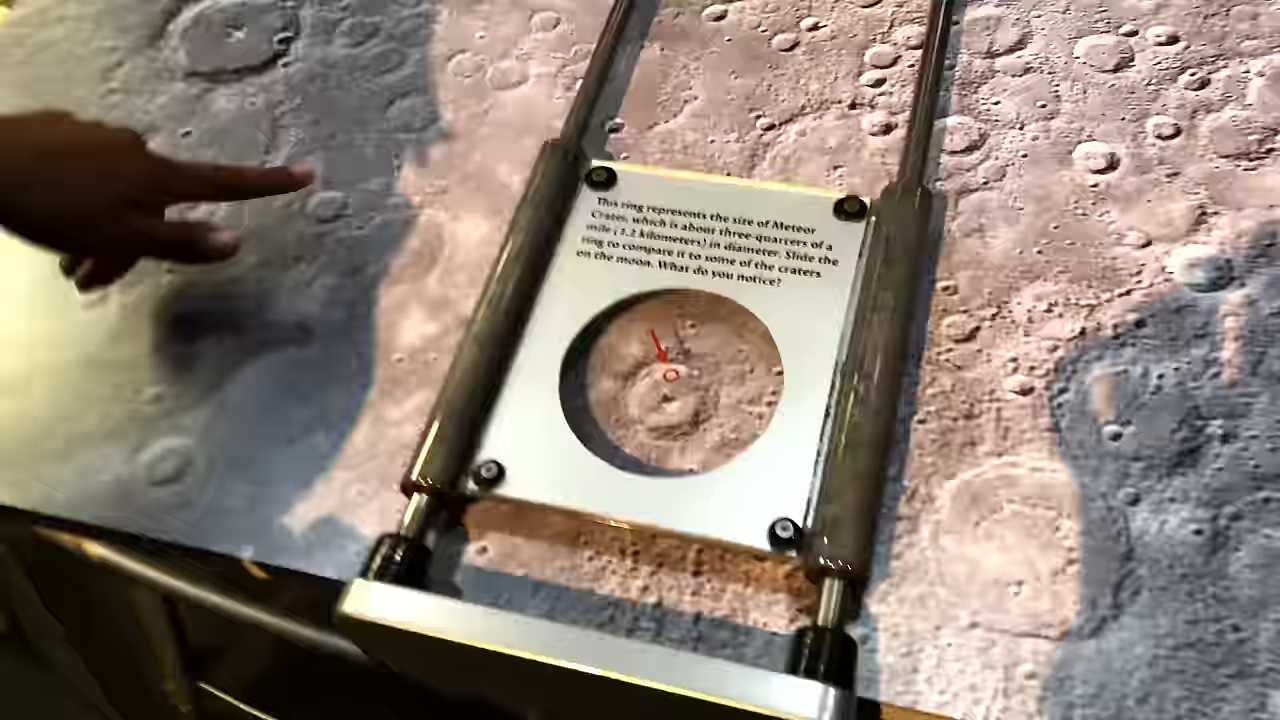 This ring represents the size of Meteor
Crater, which is about three-quarters of a
mile (1.2 kilometers) in diameter. Slide the
ring to compare it to some of the craters
on the moon. What do you notice?